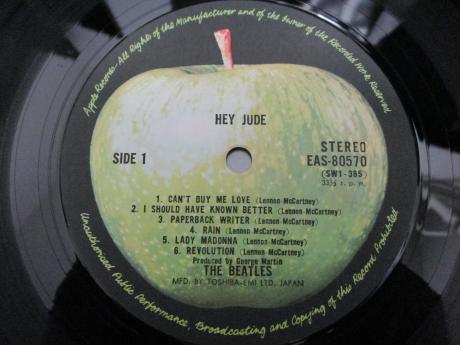 Apple Records-All Rights of the Manufacturer and of the Owner of the Recorded Work Reserved
HEY JUDE
SIDE 1
STEREO
EAS-80570
(SW1-385)
33⅓ r. p. m.
1. CAN'T BUY ME LOVE (Lennon-McCartney)
2. I SHOULD HAVE KNOWN BETTER (Lennon-McCartney)
3. PAPERBACK WRITER (Lennon-McCartney)
4. RAIN (Lennon-McCartney)
5. LADY MADONNA (Lennon-McCartney)
6. REVOLUTION (Lennon-McCartney)
Produced by George Martin
THE BEATLES
MFD. BY TOSHIBA-EMI LTD. JAPAN
Unauthorised Public Performance, Broadcasting and Copying of this Record Prohibited